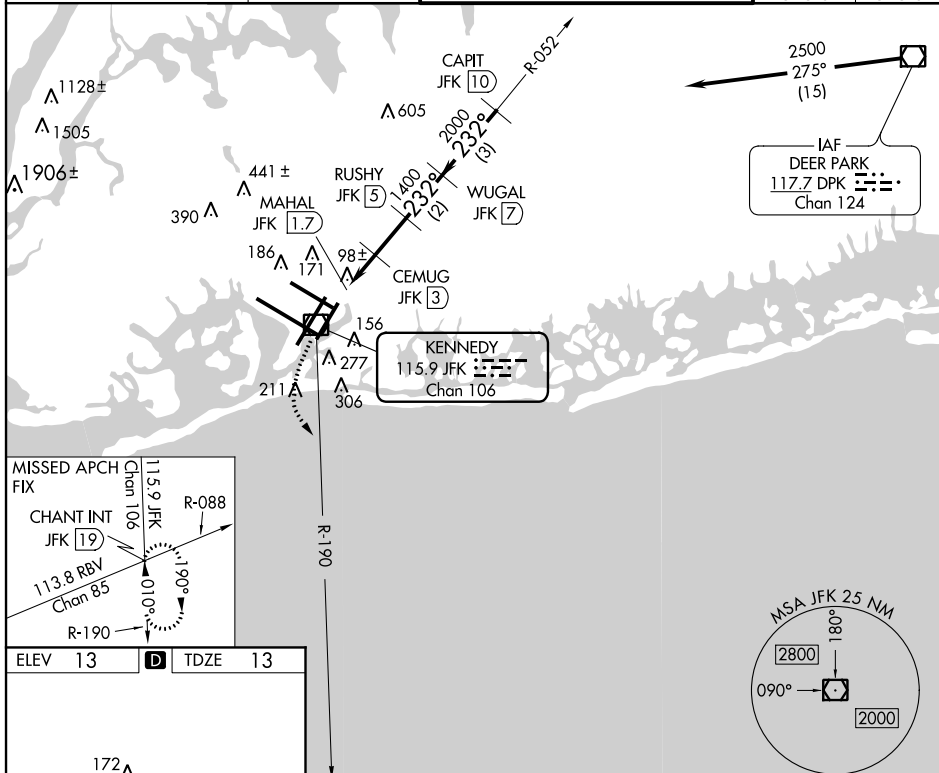 CAPIT
JFK 10
R-052
2500
275°
(15)
1128±
605
1505
2000
232°
(3)
IAF
DEER PARK
117.7 DPK
Chan 124
1906±
441 ±
RUSHY
JFK 5
1400
232°
(2)
WUGAL
JFK 7
390
MAHAL
JFK 1.7
186
171
98±
CEMUG
JFK 3
156
277
KENNEDY
115.9 JFK
Chan 106
211
306
R-190
MISSED APCH
FIX
Chan 106
115.9 JFK
R-088
CHANT INT
JFK 19
113.8 RBV
Chan 85
190°
010°
R-190
MSA JFK 25 NM
180°
2800
090°
2000
ELEV 13
D
TDZE 13
172